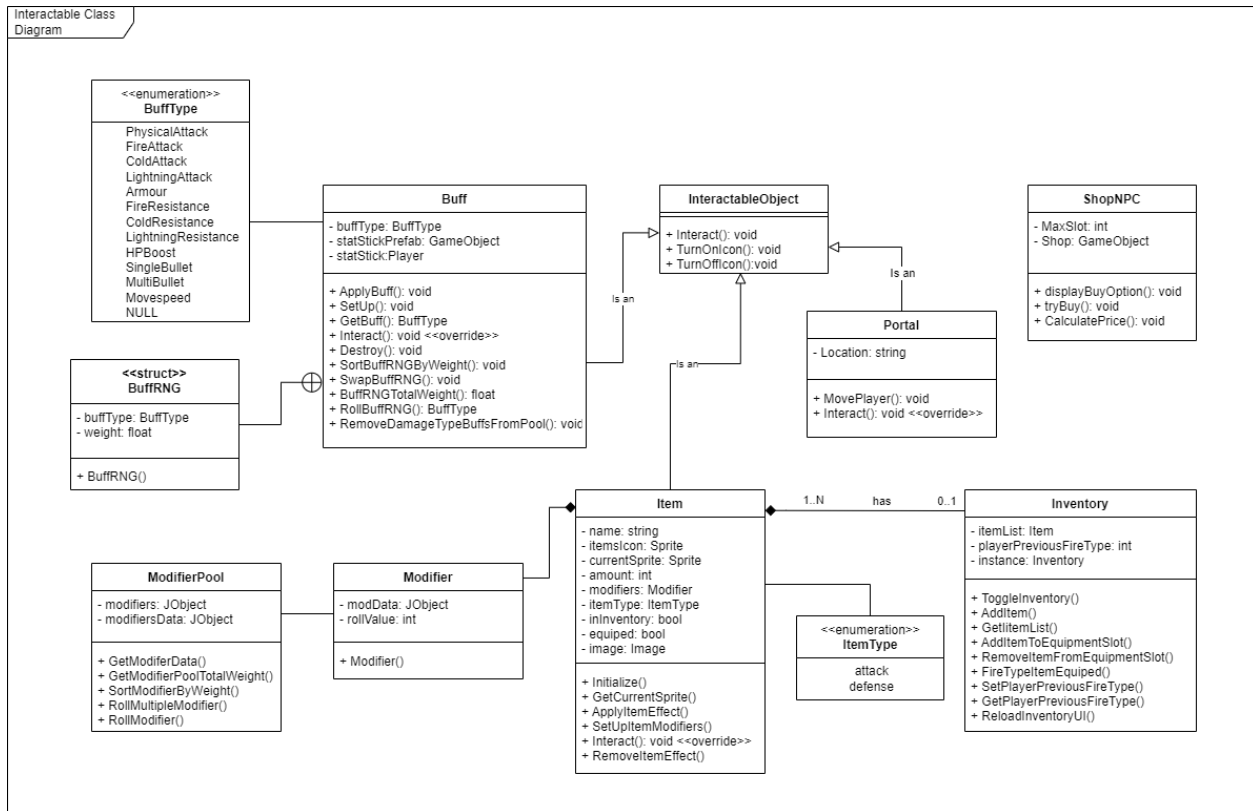 Interactable Class
Diagram
<<enumeration>>
BuffType
PhysicalAttack
FireAttack
ColdAttack
LightningAttack
Armour
FireResistance
ColdResistance
LightningResistance
HPBoost
SingleBullet
MultiBullet
Movespeed
NULL
Buff
- buffType: BuffType
- statStickPrefab: GameObject
- statStick:Player
+ ApplyBuff(): void
+ SetUp(): void
+ GetBuff(): BuffType
+ Interact(): void <<override>>
+ Destroy(): void
+ SortBuffRNGByWeight(): void
+ SwapBuffRNG(): void
+ BuffRNGTotalWeight(): float
+ RollBuffRNG(): BuffType
+ RemoveDamageTypeBuffsFromPool(): void
Is an
InteractableObject
+ Interact(): void
+ TurnOnIcon(): void
+ TurnOffIcon():void
Is an
Is an
ShopNPC
- MaxSlot: int
- Shop: GameObject
+ displayBuyOption(): void
+ tryBuy(): void
+ CalculatePrice(): void
Portal
- Location: string
+ MovePlayer(): void
+ Interact(): void <<override>>
<<struct>>
BuffRNG
- buffType: BuffType
- weight: float
+ BuffRNG()
ModifierPool
- modifiers: JObject
- modifiersData: JObject
+ GetModiferData()
+ GetModifierPoolTotalWeight()
+ SortModifierByWeight()
+ RollMultipleModifier()
+ RollModifier()
Modifier
- modData: JObject
- rollValue: int
+ Modifier()
Item
- name: string
- itemsIcon: Sprite
- currentSprite: Sprite
- amount: int
- modifiers: Modifier
- itemType: ItemType
- inInventory: bool
- equiped: bool
- image: Image
+ Initialize()
+ GetCurrentSprite()
+ ApplyItemEffect()
+ SetUpItemModifiers()
+ Interact(): void <<override>>
+ RemoveItemEffect()
1..N has 0..1
<<enumeration>>
ItemType
attack
defense
Inventory
- itemList: Item
- playerPreviousFireType: int
- instance: Inventory
+ ToggleInventory()
+ AddItem()
+ GetIitemList()
+ AddItemToEquipmentSlot()
+ RemoveItemFromEquipmentSlot()
+ FireTypeItemEquiped()
+ SetPlayerPreviousFireType()
+ GetPlayerPreviousFireType()
+ ReloadInventoryUI()